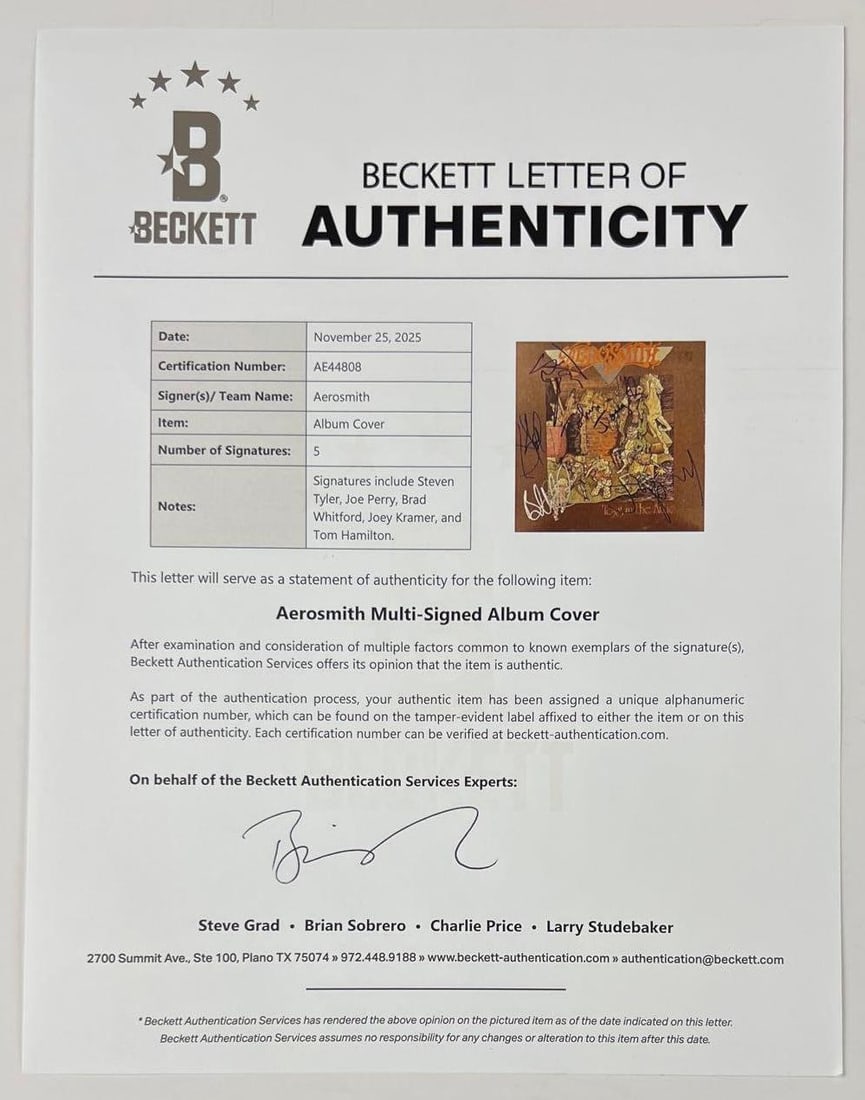 B®
BECKETT
BECKETT LETTER OF
AUTHENTICITY
Date: November 25, 2025
Certification Number: AE44808
Signer(s)/ Team Name: Aerosmith
Item: Album Cover
Number of Signatures: 5
Notes: Signatures include Steven
Tyler, Joe Perry, Brad
Whitford, Joey Kramer, and
Tom Hamilton.
AEROSMITH
This letter will serve as a statement of authenticity for the following item:
Aerosmith Multi-Signed Album Cover
After examination and consideration of multiple factors common to known exemplars of the signature(s),
Beckett Authentication Services offers its opinion that the item is authentic.
As part of the authentication process, your authentic item has been assigned a unique alphanumeric
certification number, which can be found on the tamper-evident label affixed to either the item or on this
letter of authenticity. Each certification number can be verified at beckett-authentication.com.
On behalf of the Beckett Authentication Services Experts:
Steve Grad • Brian Sobrero • Charlie Price • Larry Studebaker
2700 Summit Ave., Ste 100, Plano TX 75074 » 972.448.9188 » www.beckett-authentication.com » authentication@beckett.com
* Beckett Authentication Services has rendered the above opinion on the pictured item as of the date indicated on this letter.
Beckett Authentication Services assumes no responsibility for any changes or alteration to this item after this date.